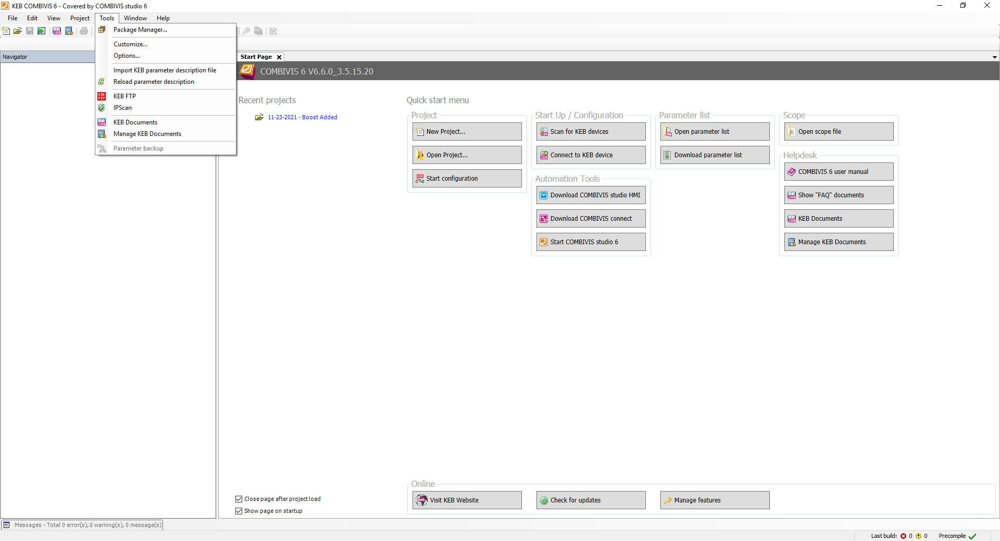 KEB COMBIVIS 6 - Covered by COMBIVIS studio 6
File Edit View Project Tools Window Help
Package Manager...
Customize...
Options...
Import KEB parameter description file
Reload parameter description
KEB FTP
IPScan
KEB Documents
Manage KEB Documents
Parameter backup
Navigator
Start Page
COMBIVIS 6 V6.6.0_3.5.15.20
Recent projects
11-23-2021 - Boost Added
Quick start menu
Project
New Project...
Open Project...
Start configuration
Start Up / Configuration
Scan for KEB devices
Connect to KEB device
Automation Tools
Download COMBIVIS studio HMI
Download COMBIVIS connect
Start COMBIVIS studio 6
Parameter list
Open parameter list
Download parameter list
Scope
Open scope file
Helpdesk
COMBIVIS 6 user manual
Show "FAQ" documents
KEB Documents
Manage KEB Documents
Close page after project load
Show page on startup
Online
Visit KEB Website
Check for updates
Manage features
Messages - Total 0 error(s), 0 warning(s), 0 message(s)
Last build: 0 0 Precompile